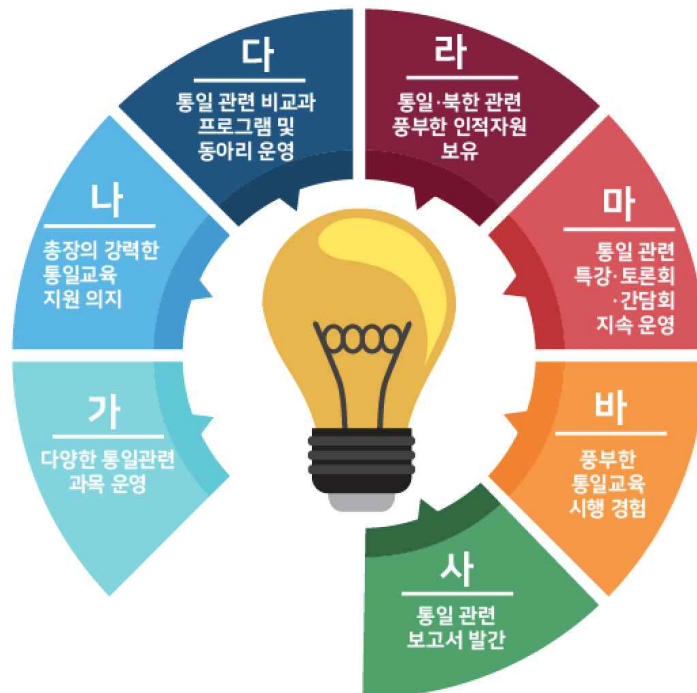 가
다양한 통일관련
과목 운영
나
총장의 강력한
통일교육
지원 의지
다
통일 관련 비교과
프로그램 및
동아리 운영
라
통일·북한 관련
풍부한 인적자원
보유
마
통일 관련
특강·토론회
·간담회
지속 운영
바
풍부한
통일교육
시행 경험
사
통일 관련
보고서 발간